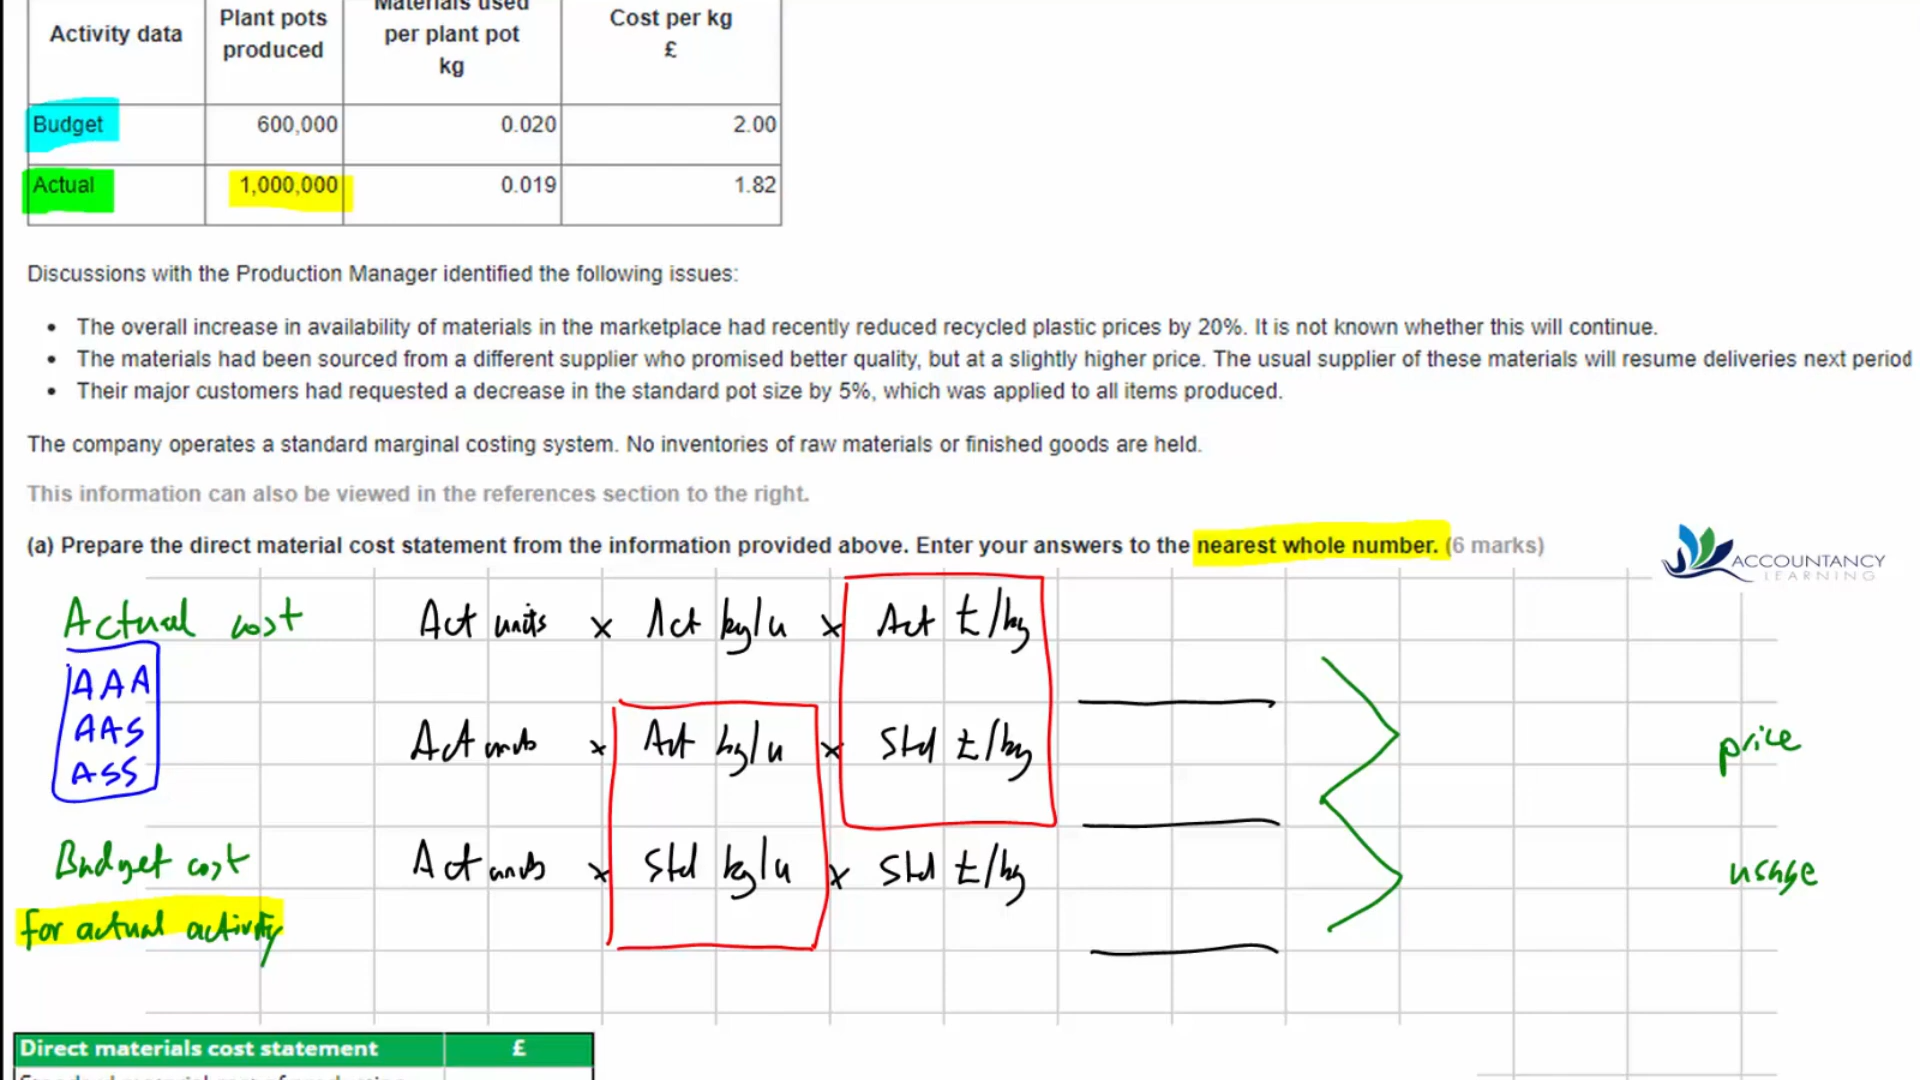 Activity data
Plant pots
produced
Materials used
per plant pot
kg
Cost per kg
£
Budget 600,000 0.020 2.00
Actual 1,000,000 0.019 1.82
Discussions with the Production Manager identified the following issues:
• The overall increase in availability of materials in the marketplace had recently reduced recycled plastic prices by 20%. It is not known whether this will continue.
• The materials had been sourced from a different supplier who promised better quality, but at a slightly higher price. The usual supplier of these materials will resume deliveries next period
• Their major customers had requested a decrease in the standard pot size by 5%, which was applied to all items produced.
The company operates a standard marginal costing system. No inventories of raw materials or finished goods are held.
This information can also be viewed in the references section to the right.
(a) Prepare the direct material cost statement from the information provided above. Enter your answers to the nearest whole number. (6 marks)
ACCOUNTANCY
LEARNING
Actual cost Act units × Act kg/u × Act £/kg
AAA
AAS
ASS
Act units × Act kg/u × Std £/kg
price
Budget cost Act units × Std kg/u × Std £/kg
usage
for actual activity
Direct materials cost statement £